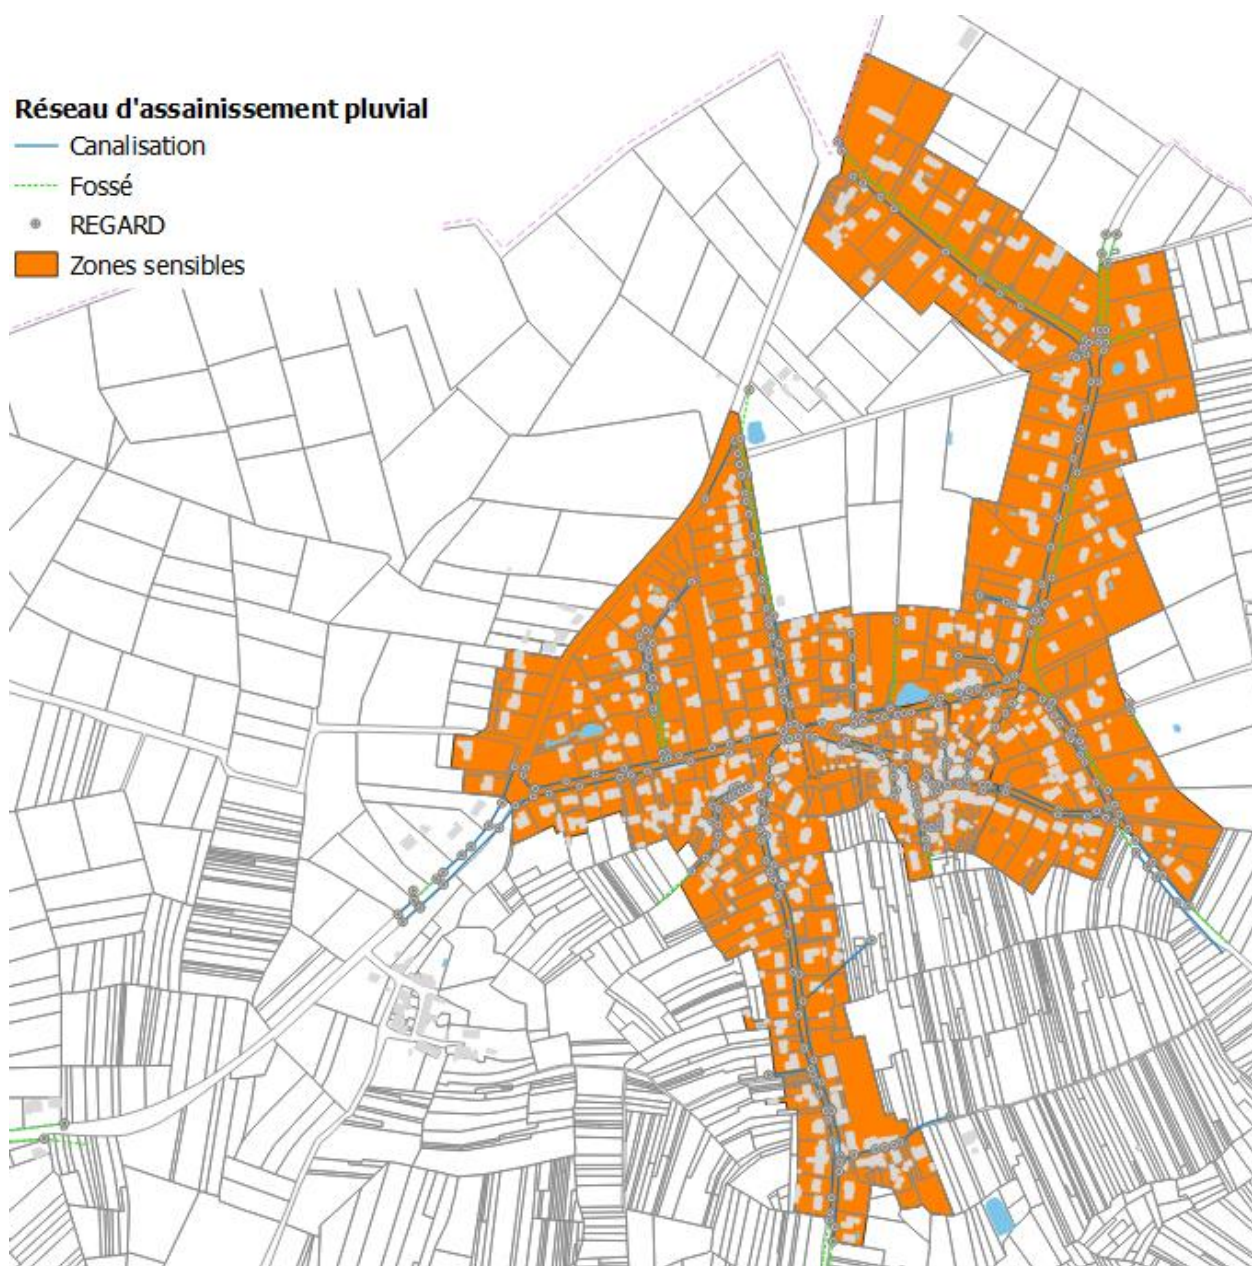 Réseau d'assainissement pluvial
Canalisation
Fossé
REGARD
Zones sensibles